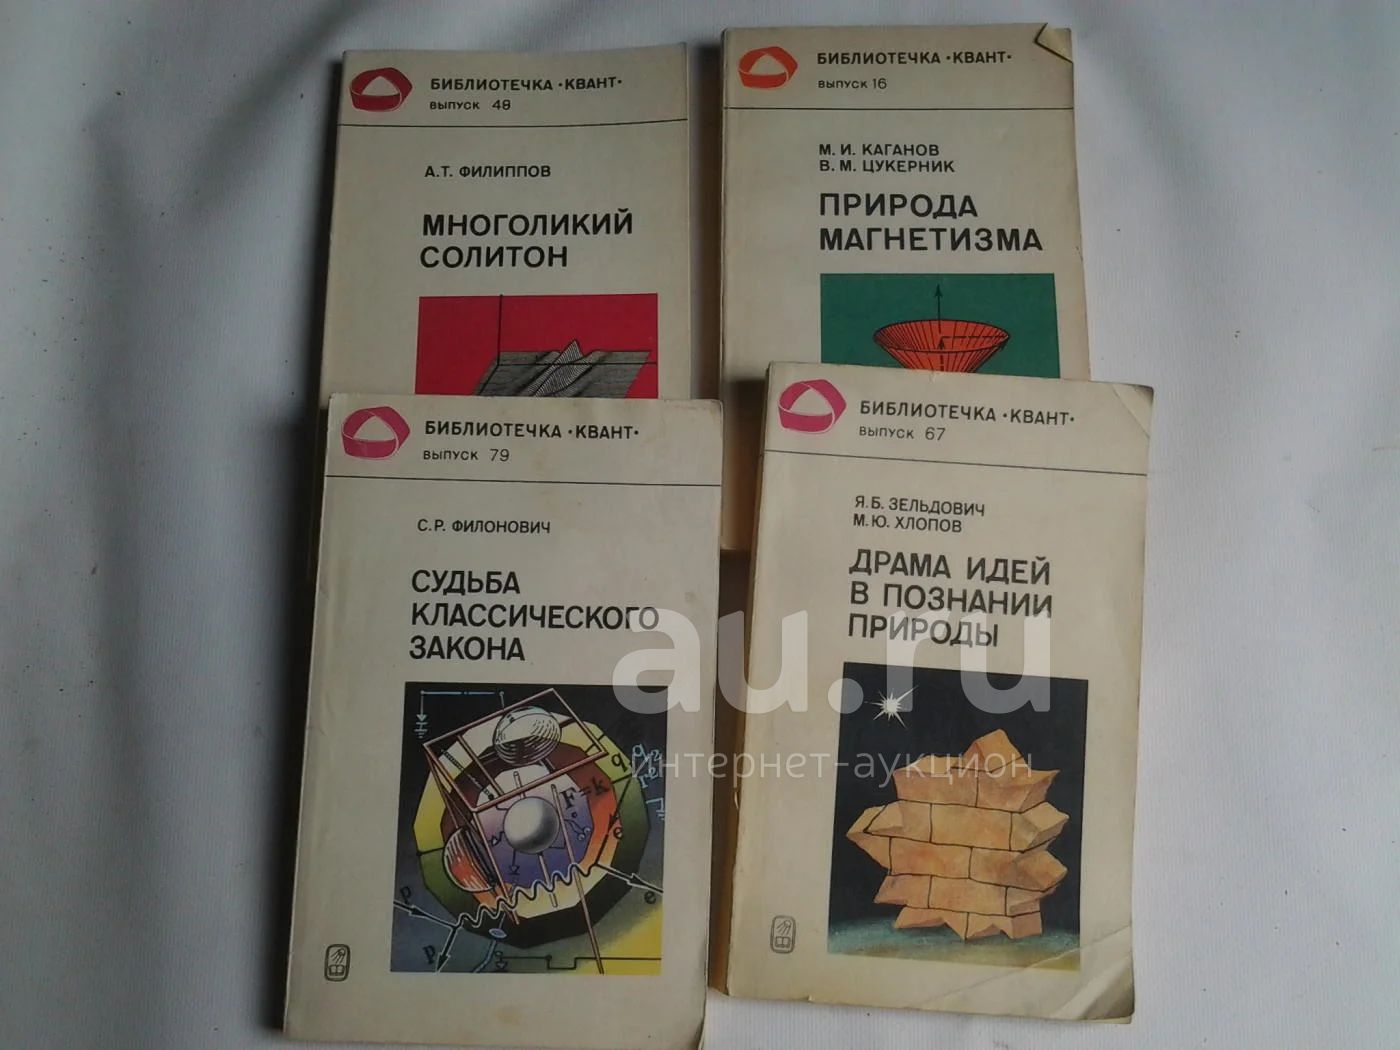 БИБЛИОТЕЧКА •КВАНТ•
ВЫПУСК 48
А.Т. ФИЛИППОВ
МНОГОЛИКИЙ
СОЛИТОН
БИБЛИОТЕЧКА •КВАНТ•
ВЫПУСК 16
М. И. КАГАНОВ
В. М. ЦУКЕРНИК
ПРИРОДА
МАГНЕТИЗМА
БИБЛИОТЕЧКА •КВАНТ•
ВЫПУСК 79
С.Р. ФИЛОНОВИЧ
СУДЬБА
КЛАССИЧЕСКОГО
ЗАКОНА
F=k
q
e
p
p
e
БИБЛИОТЕЧКА •КВАНТ•
ВЫПУСК 67
Я.Б. ЗЕЛЬДОВИЧ
М.Ю. ХЛОПОВ
ДРАМА ИДЕЙ
В ПОЗНАНИИ
ПРИРОДЫ
au.ru
интернет-аукцион